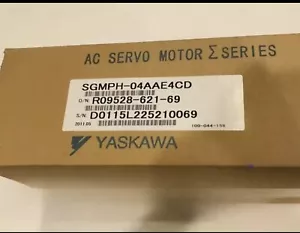 AC SERVO MOTOR Σ SERIES
SGMPH-04AAE4CD
O/N. R09528-621-69
S/N. D0115L225210069
YASKAWA